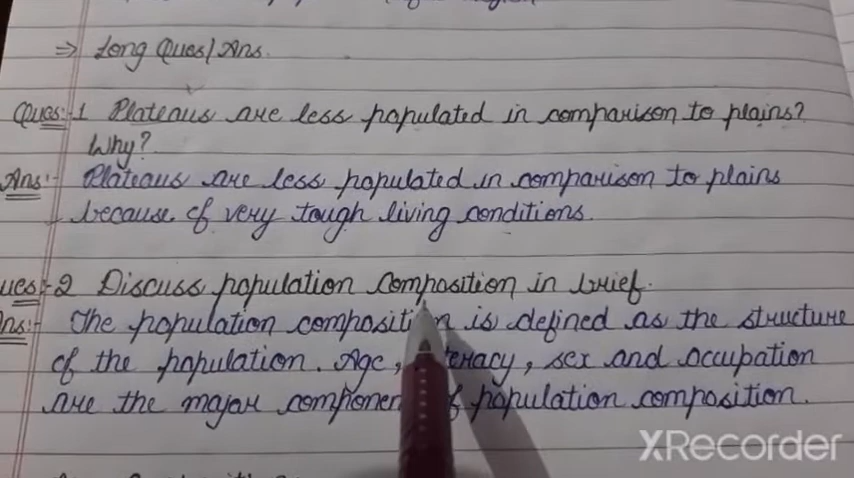 ⇒ Long Ques/Ans.
Ques:-1 Plateaus are less populated in comparison to plains?
Why?
Ans:- Plateaus are less populated in comparison to plains
because of very tough living conditions.
ues:-2 Discuss population composition in brief.
ns:- The population composition is defined as the structure
of the population. Age, literacy, sex and occupation
are the major component of population composition.
XRecorder